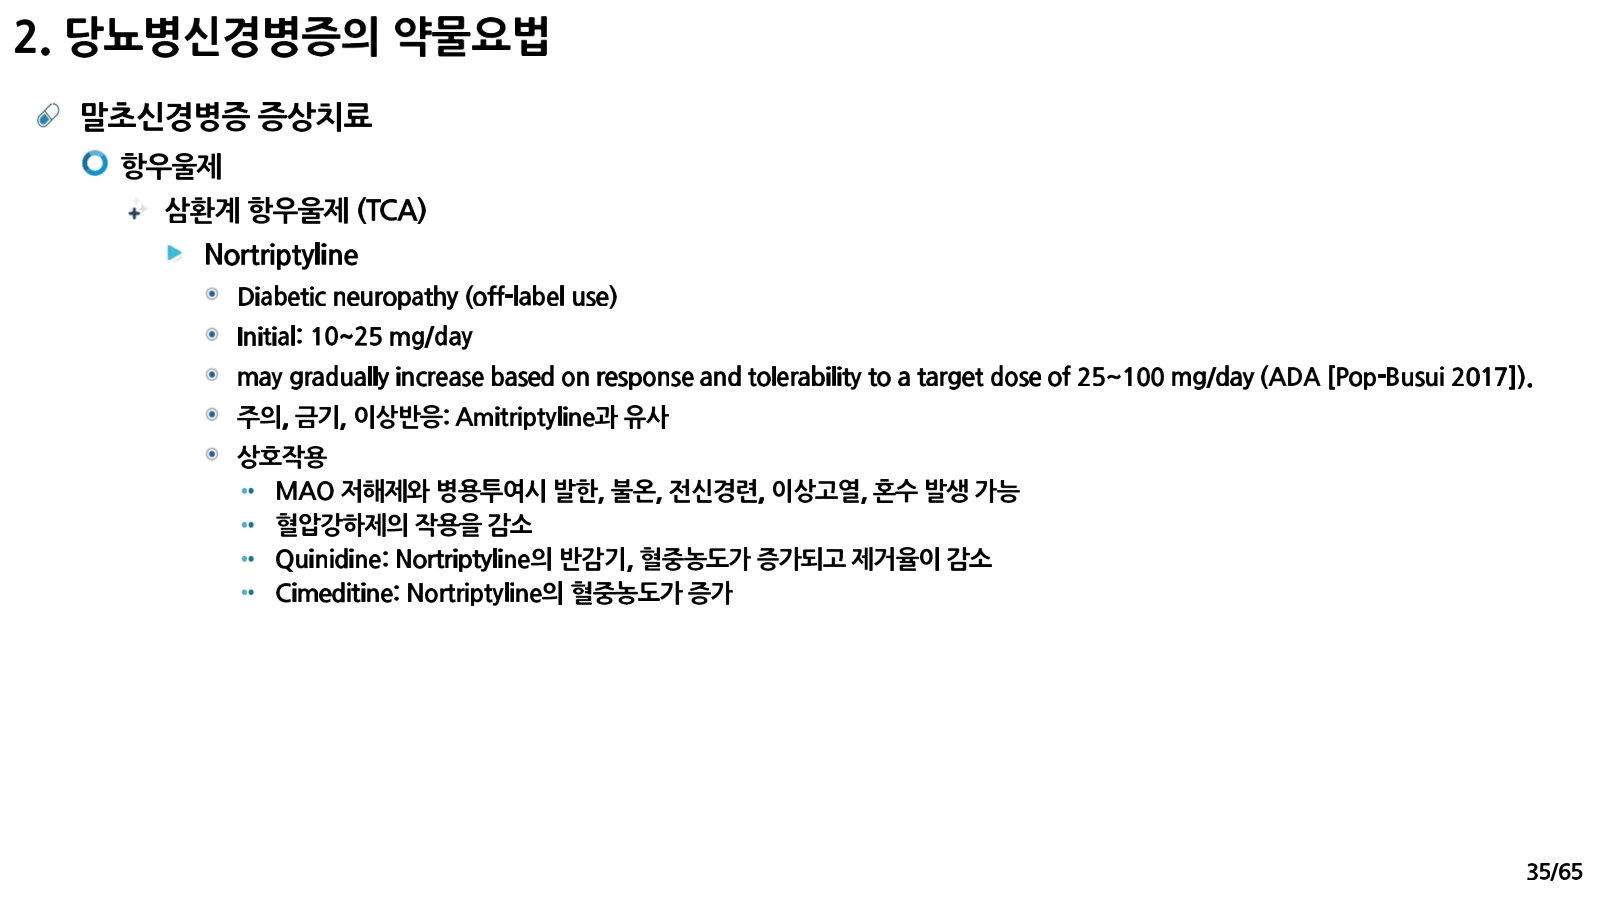 2. 당뇨병신경병증의 약물요법
말초신경병증 증상치료
항우울제
삼환계 항우울제 (TCA)
Nortriptyline
Diabetic neuropathy (off-label use)
Initial: 10~25 mg/day
may gradually increase based on response and tolerability to a target dose of 25~100 mg/day (ADA [Pop-Busui 2017]).
주의, 금기, 이상반응: Amitriptyline과 유사
상호작용
MAO 저해제와 병용투여시 발한, 불온, 전신경련, 이상고열, 혼수 발생 가능
혈압강하제의 작용을 감소
Quinidine: Nortriptyline의 반감기, 혈중농도가 증가되고 제거율이 감소
Cimeditine: Nortriptyline의 혈중농도가 증가
35/65